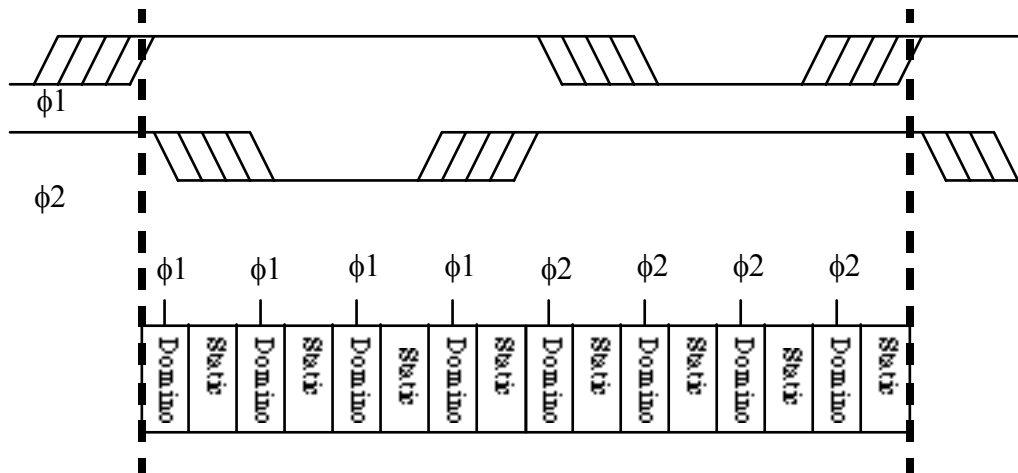 ϕ1
ϕ2
ϕ1 ϕ1 ϕ1 ϕ1 ϕ2 ϕ2 ϕ2 ϕ2
Domino Static Domino Static Domino Static Domino Static Domino Static Domino Static Domino Static Domino Static